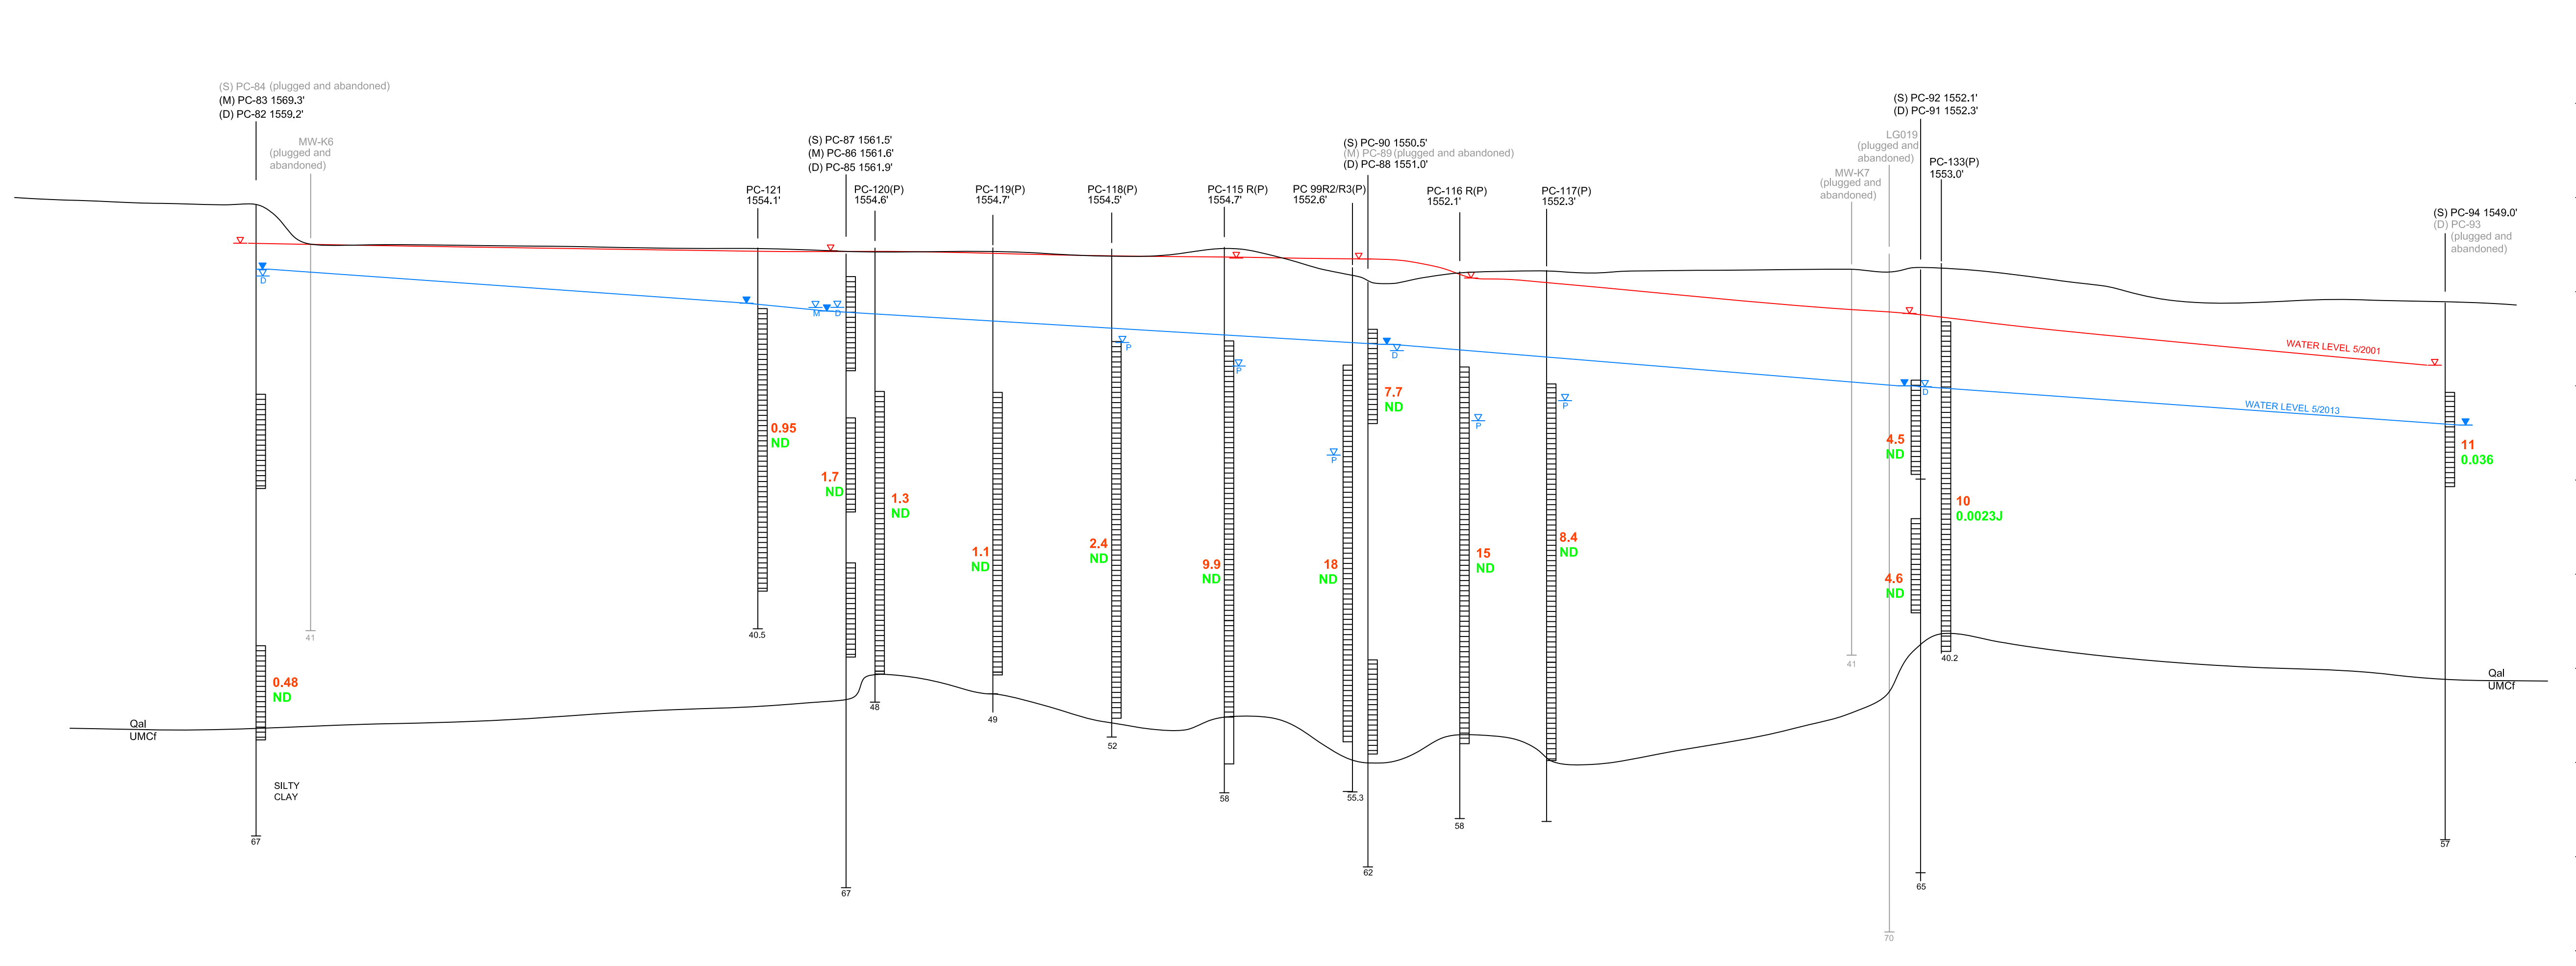 (S) PC-84 (plugged and abandoned)
(M) PC-83 1569.3'
(D) PC-82 1559.2'
MW-K6
(plugged and
abandoned)
PC-121
1554.1'
(S) PC-87 1561.5'
(M) PC-86 1561.6'
(D) PC-85 1561.9'
PC-120(P)
1554.6'
PC-119(P)
1554.7'
PC-118(P)
1554.5'
PC-115 R(P)
1554.7'
PC 99R2/R3(P)
1552.6'
(S) PC-90 1550.5'
(M) PC-89 (plugged and abandoned)
(D) PC-88 1551.0'
PC-116 R(P)
1552.1'
PC-117(P)
1552.3'
MW-K7
(plugged and
abandoned)
LG019
(plugged and
abandoned)
(S) PC-92 1552.1'
(D) PC-91 1552.3'
PC-133(P)
1553.0'
(S) PC-94 1549.0'
(D) PC-93
(plugged and
abandoned)
D
M
D
P
P
P
D
P
P
D
WATER LEVEL 5/2001
WATER LEVEL 5/2013
0.48
ND
0.95
ND
1.7
ND
1.3
ND
1.1
ND
2.4
ND
9.9
ND
18
ND
7.7
ND
15
ND
8.4
ND
4.5
ND
4.6
ND
10
0.0023J
11
0.036
Qal
UMCf
Qal
UMCf
SILTY
CLAY
67
41
40.5
67
48
49
52
58
55.3
62
58
41
70
65
40.2
57